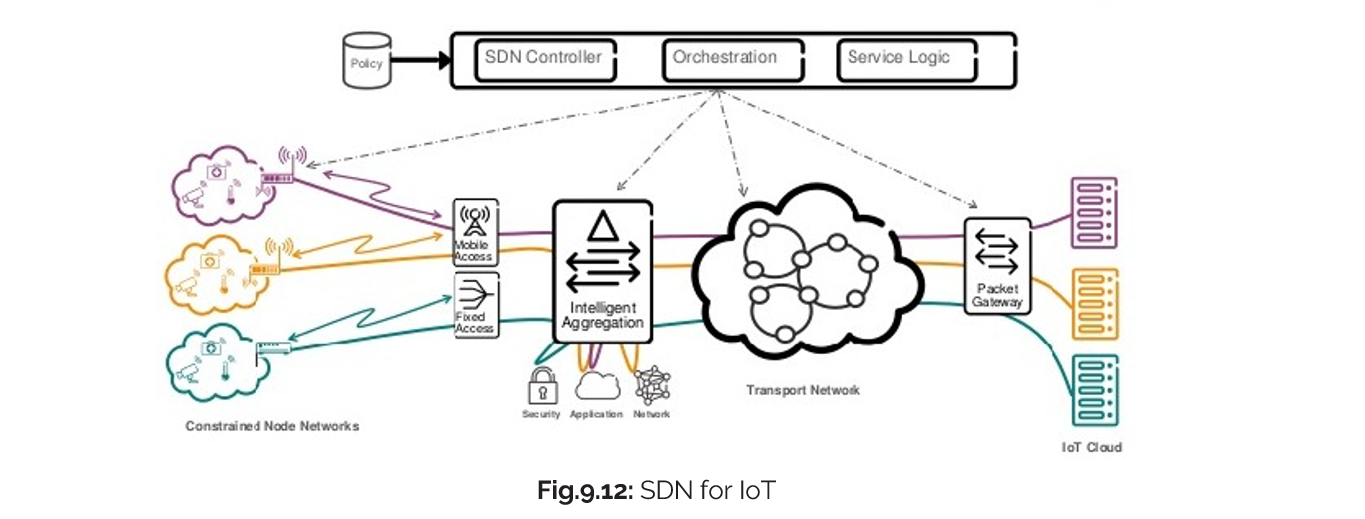 SDN Controller
Orchestration
Service Logic
Policy
Mobile
Access
Fixed
Access
Intelligent
Aggregation
Packet
Gateway
Security
Application
Network
Transport Network
Constrained Node Networks
IoT Cloud
Fig.9.12: SDN for IoT